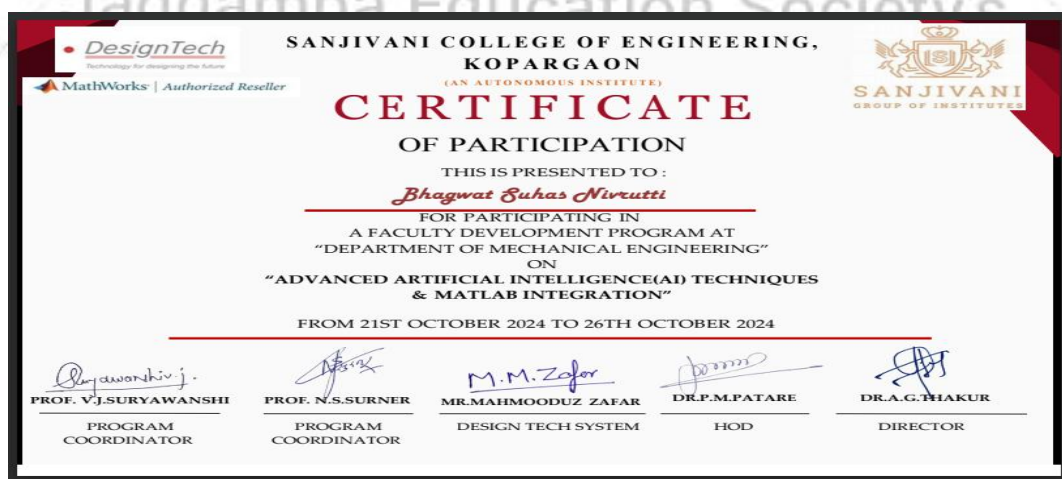 Jagdamba Education Society's
DesignTech
Technology for designing the future
MathWorks | Authorized Reseller
SANJIVANI COLLEGE OF ENGINEERING,
KOPARGAON
(AN AUTONOMOUS INSTITUTE)
SANJIVANI
GROUP OF INSTITUTES
CERTIFICATE
OF PARTICIPATION
THIS IS PRESENTED TO :
Bhagwat Suhas Nivrutti
FOR PARTICIPATING IN
A FACULTY DEVELOPMENT PROGRAM AT
“DEPARTMENT OF MECHANICAL ENGINEERING”
ON
“ADVANCED ARTIFICIAL INTELLIGENCE(AI) TECHNIQUES
& MATLAB INTEGRATION”
FROM 21ST OCTOBER 2024 TO 26TH OCTOBER 2024
Suryawanshi v.j.
M.M.Zafar
PROF. V.J.SURYAWANSHI
PROGRAM
COORDINATOR
PROF. N.S.SURNER
PROGRAM
COORDINATOR
MR.MAHMOODUZ ZAFAR
DESIGN TECH SYSTEM
DR.P.M.PATARE
HOD
DR.A.G.THAKUR
DIRECTOR